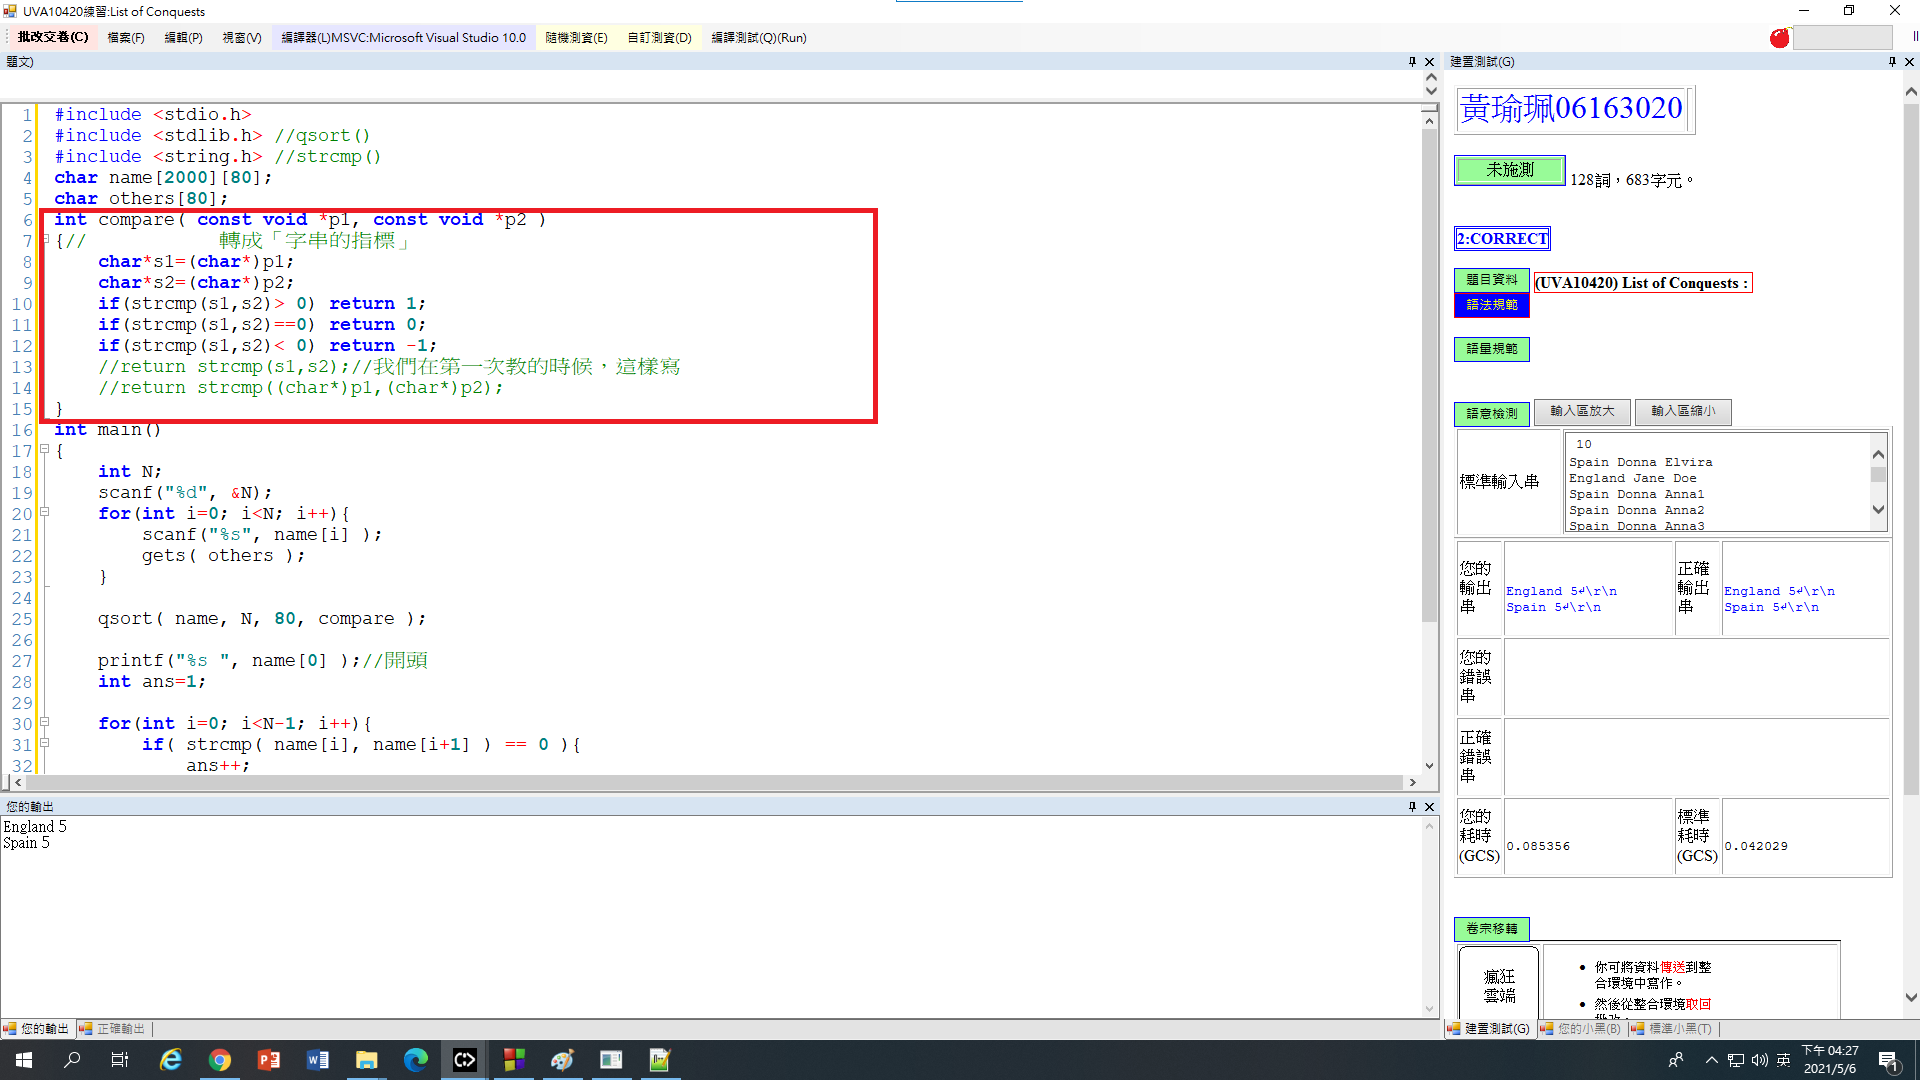 UVA10420練習:List of Conquests
批改交卷(C) 檔案(F) 編輯(P) 視窗(V) 編譯器(L)MSVC:Microsoft Visual Studio 10.0 隨機測資(E) 自訂測資(D) 編譯測試(Q)(Run)
題文)
1 #include <stdio.h>
2 #include <stdlib.h> //qsort()
3 #include <string.h> //strcmp()
4 char name[2000][80];
5 char others[80];
6 int compare( const void *p1, const void *p2 )
7 {// 轉成「字串的指標」
8 char*s1=(char*)p1;
9 char*s2=(char*)p2;
10 if(strcmp(s1,s2)> 0) return 1;
11 if(strcmp(s1,s2)==0) return 0;
12 if(strcmp(s1,s2)< 0) return -1;
13 //return strcmp(s1,s2);//我們在第一次教的時候，這樣寫
14 //return strcmp((char*)p1,(char*)p2);
15 }
16 int main()
17 {
18 int N;
19 scanf("%d", &N);
20 for(int i=0; i<N; i++){
21 scanf("%s", name[i] );
22 gets( others );
23 }
24
25 qsort( name, N, 80, compare );
26
27 printf("%s ", name[0] );//開頭
28 int ans=1;
29
30 for(int i=0; i<N-1; i++){
31 if( strcmp( name[i], name[i+1] ) == 0 ){
32 ans++;
您的輸出
England 5
Spain 5
您的輸出 正確輸出
建置測試(G)
黃瑜珮06163020
未施測 128詞，683字元。
2:CORRECT
題目資料 (UVA10420) List of Conquests :
語法規範
語量規範
語意檢測 輸入區放大 輸入區縮小
標準輸入串
10
Spain Donna Elvira
England Jane Doe
Spain Donna Anna1
Spain Donna Anna2
Spain Donna Anna3
您的輸出串
England 5↵\r\n
Spain 5↵\r\n
正確輸出串
England 5↵\r\n
Spain 5↵\r\n
您的錯誤串
正確錯誤串
您的耗時(GCS) 0.085356 標準耗時(GCS) 0.042029
卷宗移轉
瘋狂雲端
你可將資料傳送到整
合環境中寫作。
然後從整合環境取回
建置測試(G) 您的小黑(B) 標準小黑(T)
英
下午 04:27
2021/5/6
1